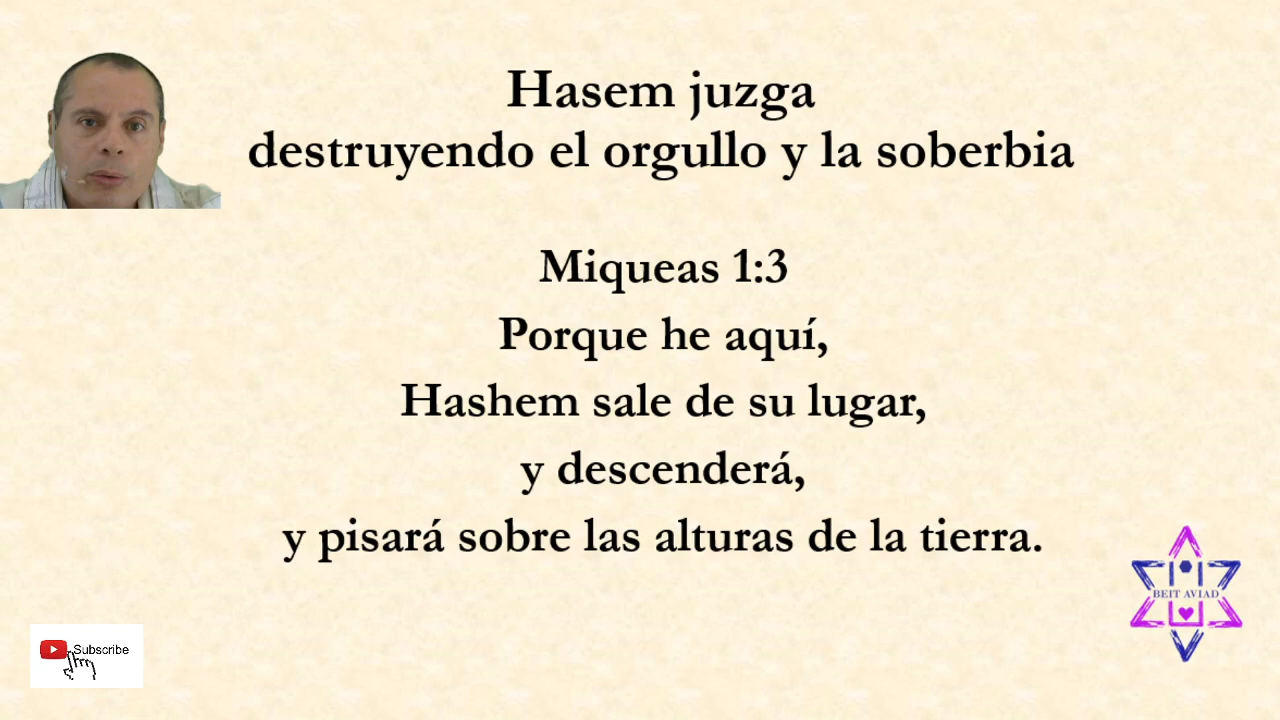 Hasem juzga
destruyendo el orgullo y la soberbia
Miqueas 1:3
Porque he aquí,
Hashem sale de su lugar,
y descenderá,
y pisará sobre las alturas de la tierra.
BEIT AVIAD
Subscribe